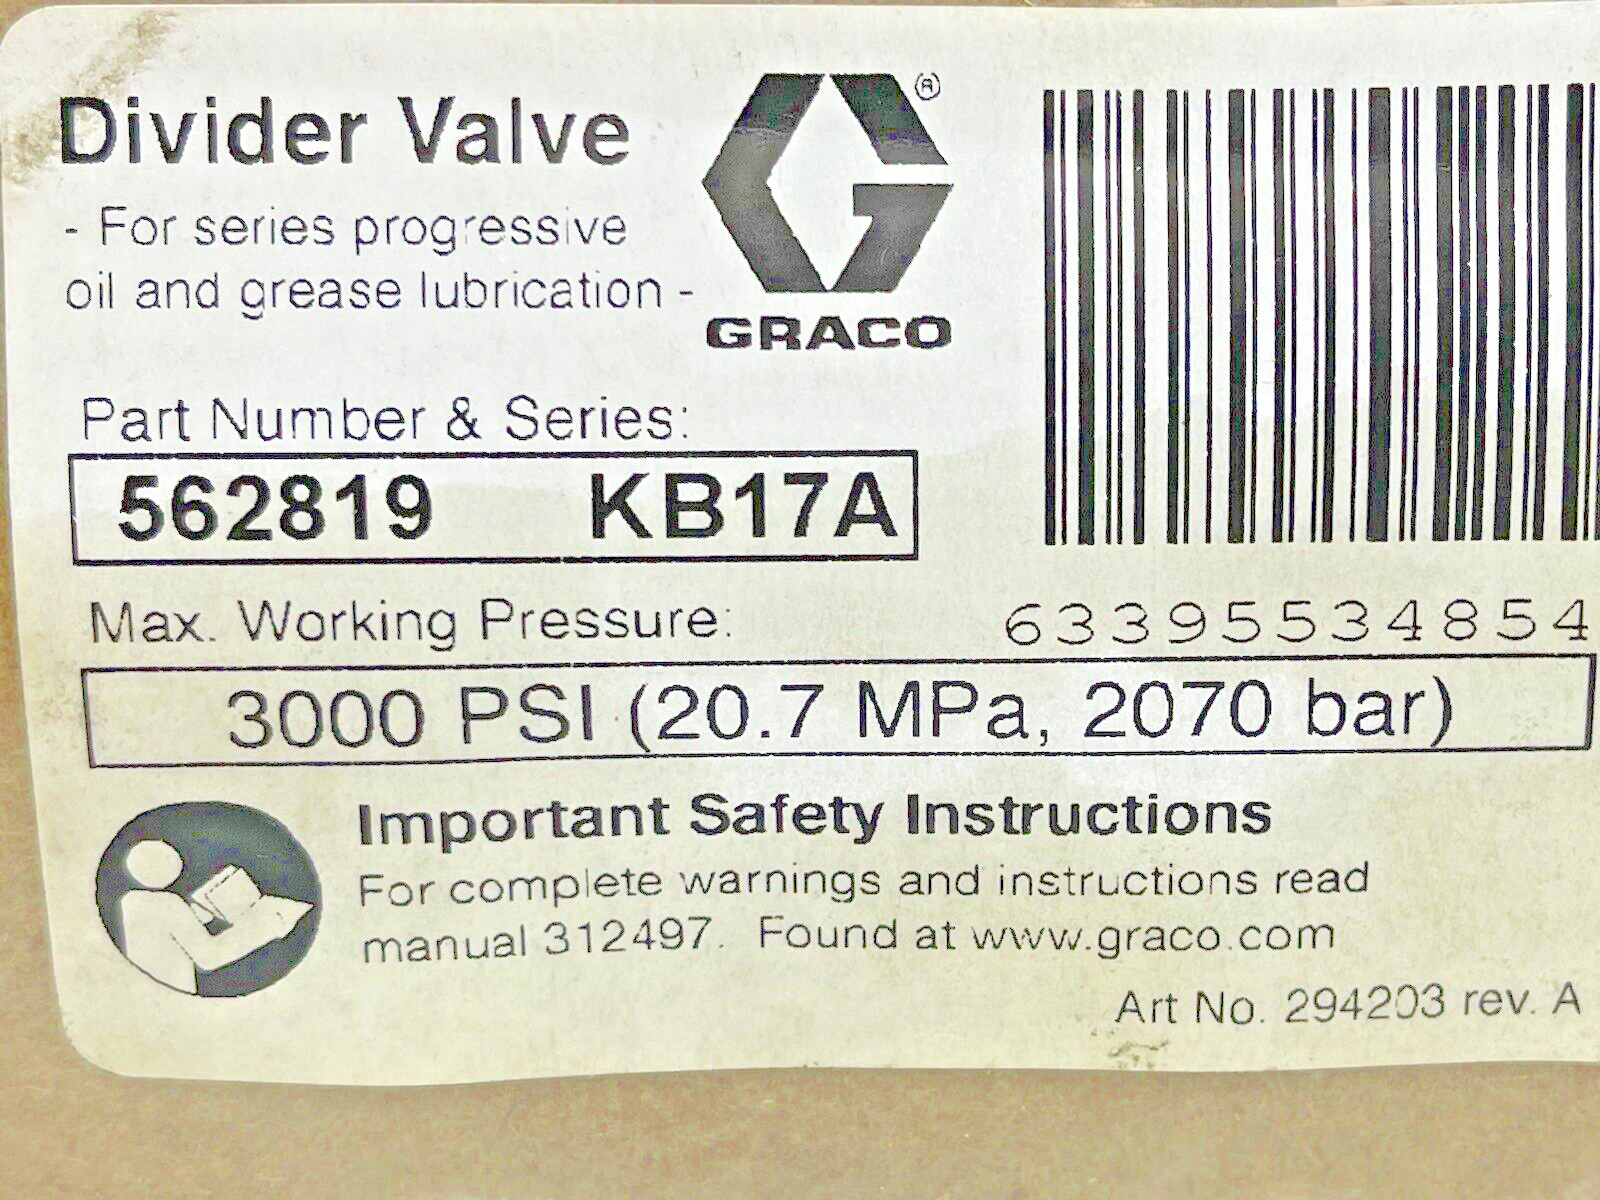 Divider Valve
- For series progressive
oil and grease lubrication -
®
GRACO
Part Number & Series:
562819 KB17A
Max. Working Pressure:
63395534854
3000 PSI (20.7 MPa, 2070 bar)
Important Safety Instructions
For complete warnings and instructions read
manual 312497. Found at www.graco.com
Art No. 294203 rev. A